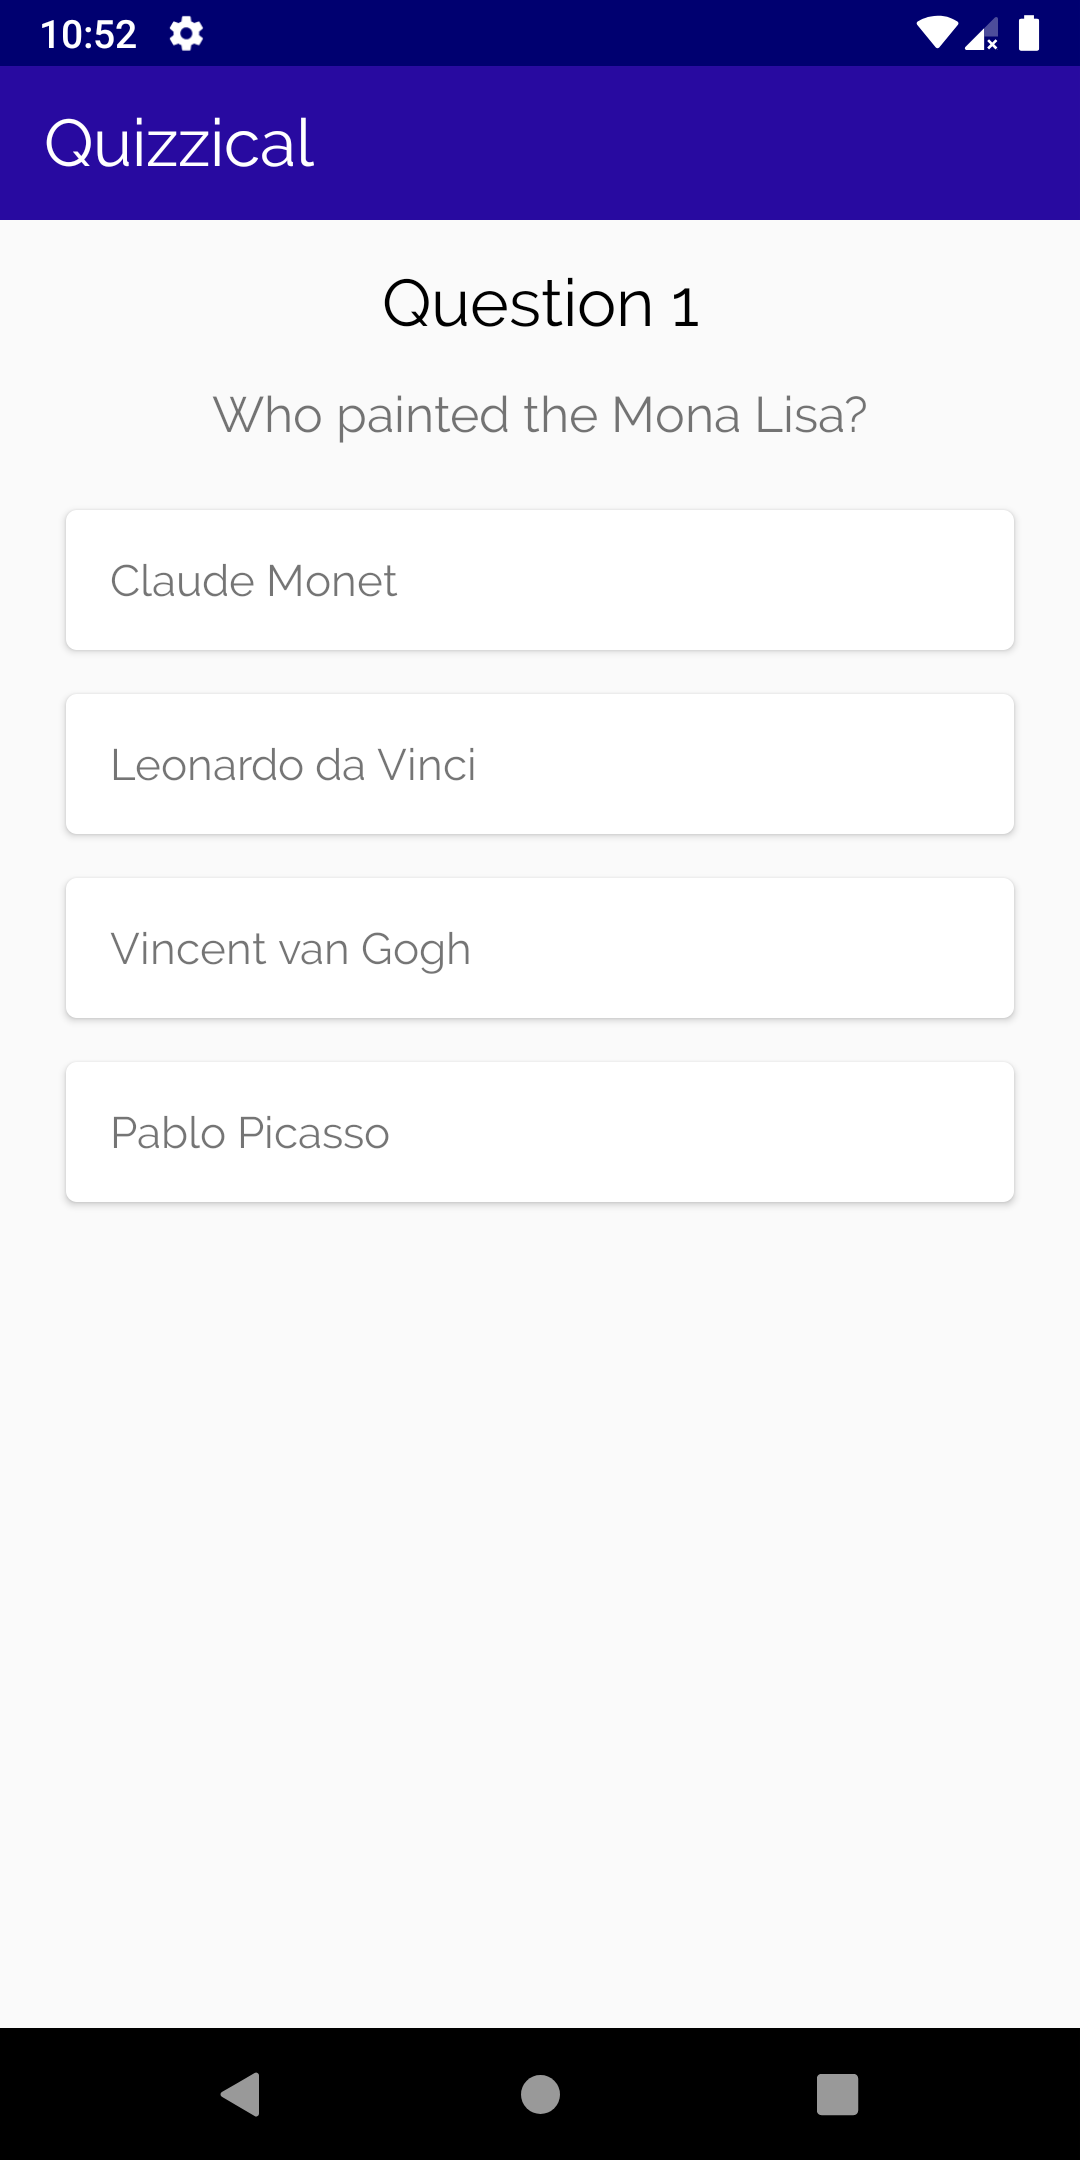 10:52
Quizzical
Question 1
Who painted the Mona Lisa?
Claude Monet
Leonardo da Vinci
Vincent van Gogh
Pablo Picasso